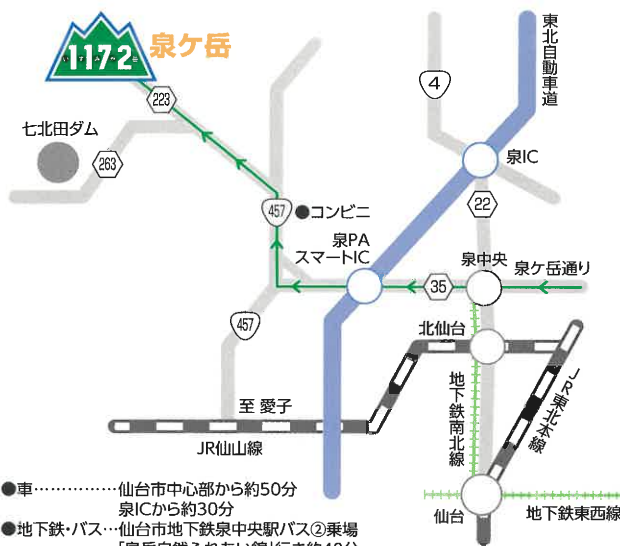 1172
泉ケ岳
223
七北田ダム
263
457
●コンビニ
457
東北自動車道
4
泉IC
22
泉PA
スマートIC
35
泉中央
泉ケ岳通り
北仙台
至 愛子
JR仙山線
地下鉄南北線
JR東北本線
仙台
地下鉄東西線
●車……………仙台市中心部から約50分
泉ICから約30分
●地下鉄・バス…仙台市地下鉄泉中央駅バス②乗場